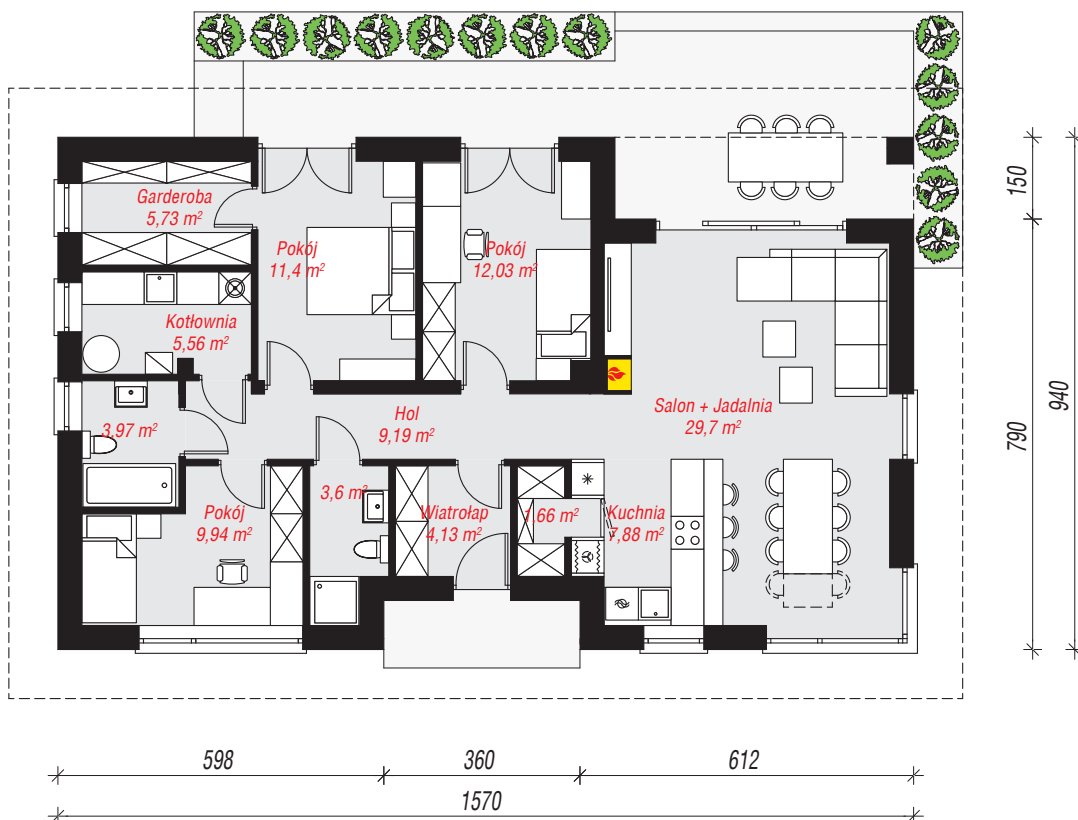 Garderoba
5,73 m²
Pokój
11,4 m²
Pokój
12,03 m²
Kotłownia
5,56 m²
3,97 m²
Hol
9,19 m²
Salon + Jadalnia
29,7 m²
Pokój
9,94 m²
3,6 m²
Wiatrołap
4,13 m²
1,66 m²
Kuchnia
7,88 m²
150
790
940
598
360
612
1570